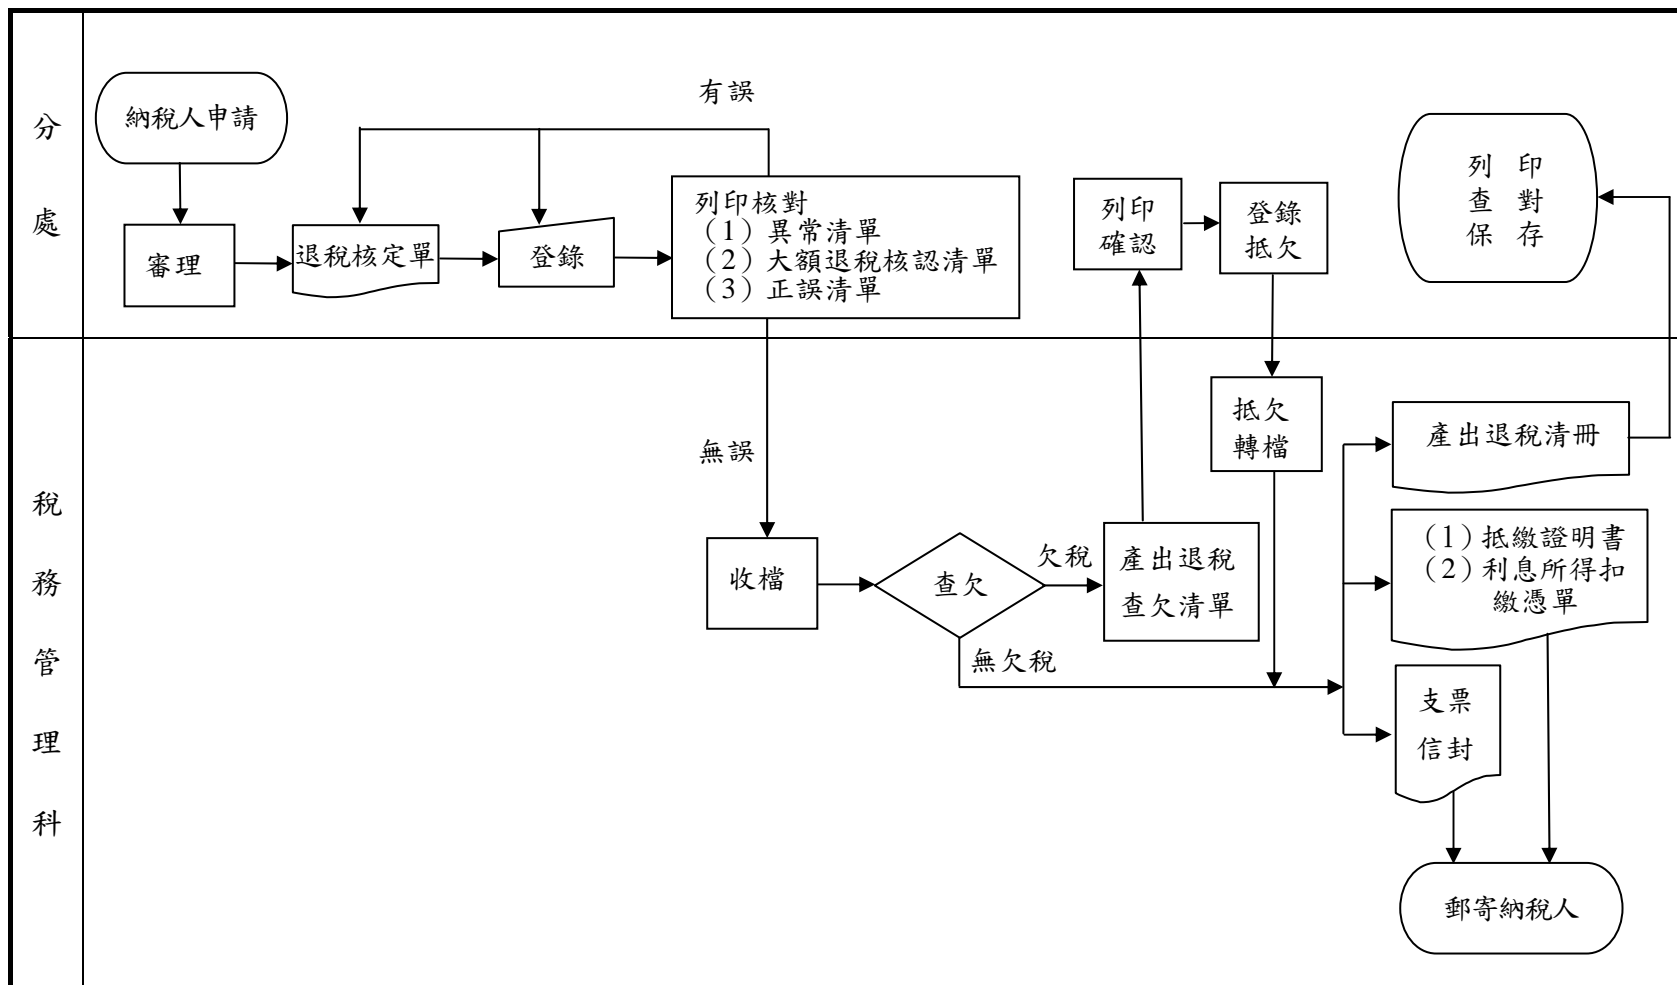 分處
納稅人申請
審理
退稅核定單
登錄
有誤
列印核對
（1）異常清單
（2）大額退稅核認清單
（3）正誤清單
列印
確認
登錄
抵欠
列 印
查 對
保 存
稅務管理科
無誤
收檔
查欠
欠稅
無欠稅
產出退稅
查欠清單
抵欠
轉檔
產出退稅清冊
（1）抵繳證明書
（2）利息所得扣
繳憑單
支票
信封
郵寄納稅人